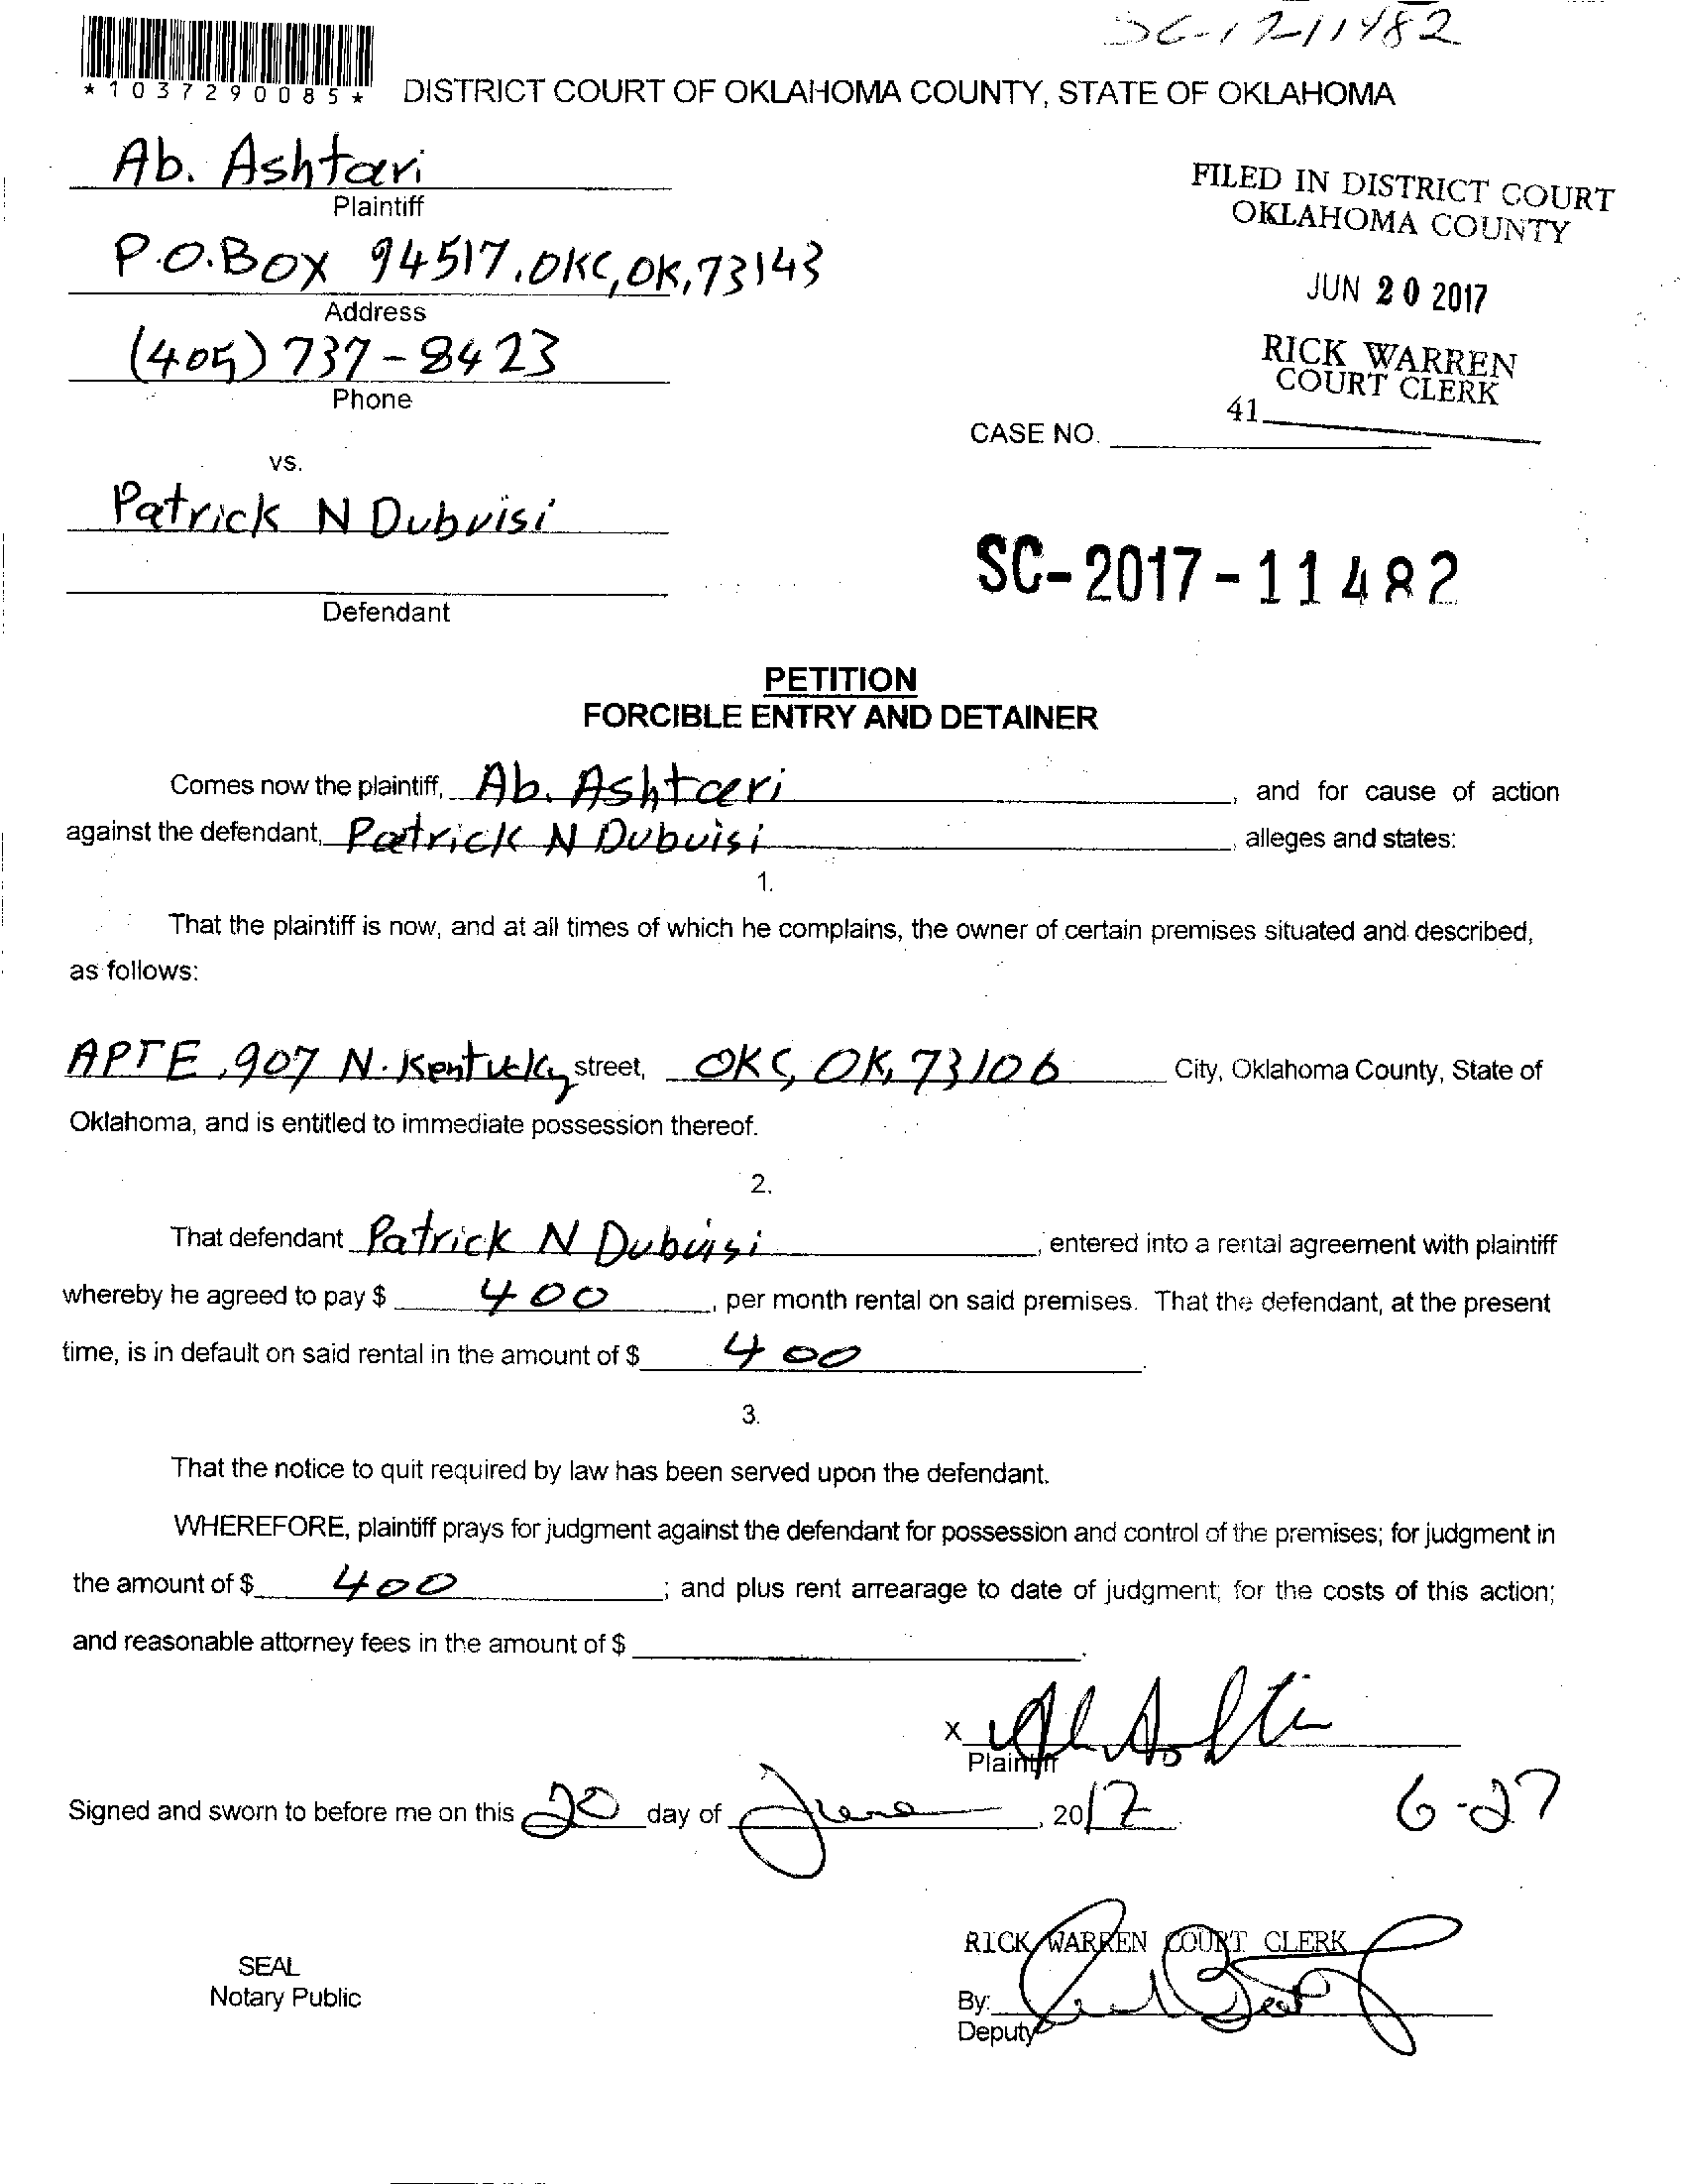 SC-17-11482
*1037290085*
DISTRICT COURT OF OKLAHOMA COUNTY, STATE OF OKLAHOMA
Ab. Ashtari
Plaintiff
P.O.Box 94517, OKC, OK, 73143
Address
(405) 737-8423
Phone
FILED IN DISTRICT COURT
OKLAHOMA COUNTY
JUN 20 2017
RICK WARREN
COURT CLERK
41
CASE NO.
vs.
Patrick N Dubuisi
Defendant
SC-2017-11482
PETITION
FORCIBLE ENTRY AND DETAINER
Comes now the plaintiff, Ab. Ashtari, and for cause of action
against the defendant, Patrick N Dubuisi, alleges and states:
1.
That the plaintiff is now, and at all times of which he complains, the owner of certain premises situated and described,
as follows:
APTE, 907 N. Kentucky street, OKC, OK, 73106 City, Oklahoma County, State of
Oklahoma, and is entitled to immediate possession thereof.
2.
That defendant Patrick N Dubuisi, entered into a rental agreement with plaintiff
whereby he agreed to pay $ 400, per month rental on said premises. That the defendant, at the present
time, is in default on said rental in the amount of $ 400.
3.
That the notice to quit required by law has been served upon the defendant.
WHEREFORE, plaintiff prays for judgment against the defendant for possession and control of the premises; for judgment in
the amount of $ 400; and plus rent arrearage to date of judgment; for the costs of this action;
and reasonable attorney fees in the amount of $.
X
Plaintiff
Signed and sworn to before me on this 20 day of June, 2017
6-27
RICK WARREN COURT CLERK
SEAL
Notary Public
By:
Deputy